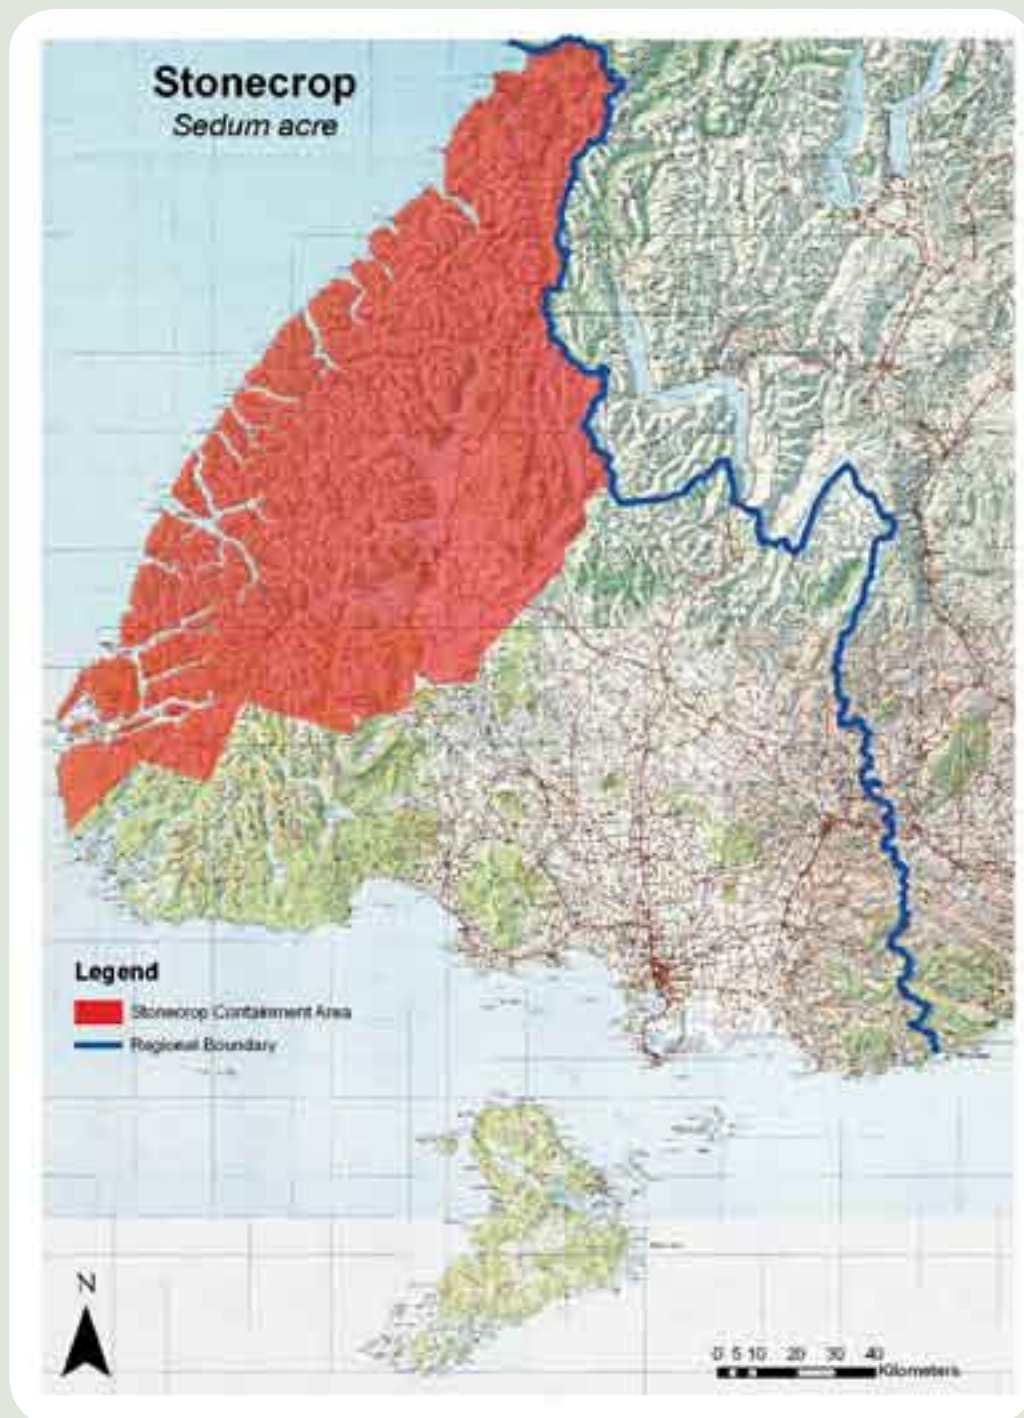 Stonecrop
Sedum acre
Legend
Stonecrop Containment Area
Regional Boundary
N
0 5 10 20 30 40
Kilometers